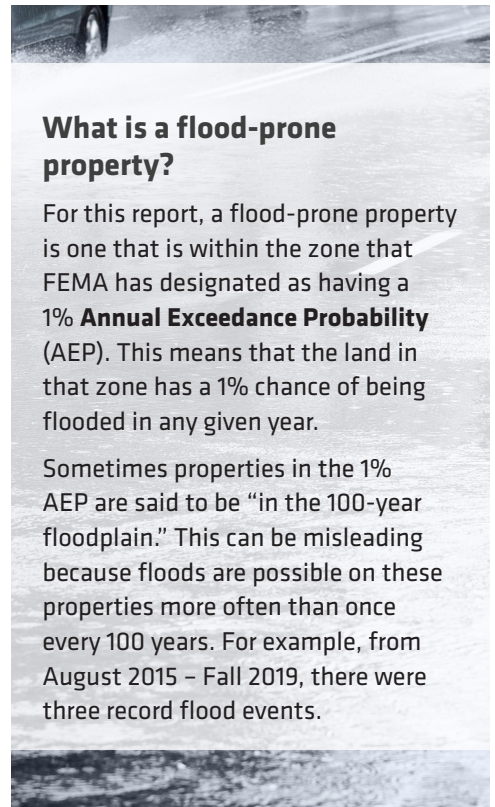 What is a flood-prone
property?
For this report, a flood-prone property
is one that is within the zone that
FEMA has designated as having a
1% Annual Exceedance Probability
(AEP). This means that the land in
that zone has a 1% chance of being
flooded in any given year.
Sometimes properties in the 1%
AEP are said to be “in the 100-year
floodplain.” This can be misleading
because floods are possible on these
properties more often than once
every 100 years. For example, from
August 2015 – Fall 2019, there were
three record flood events.